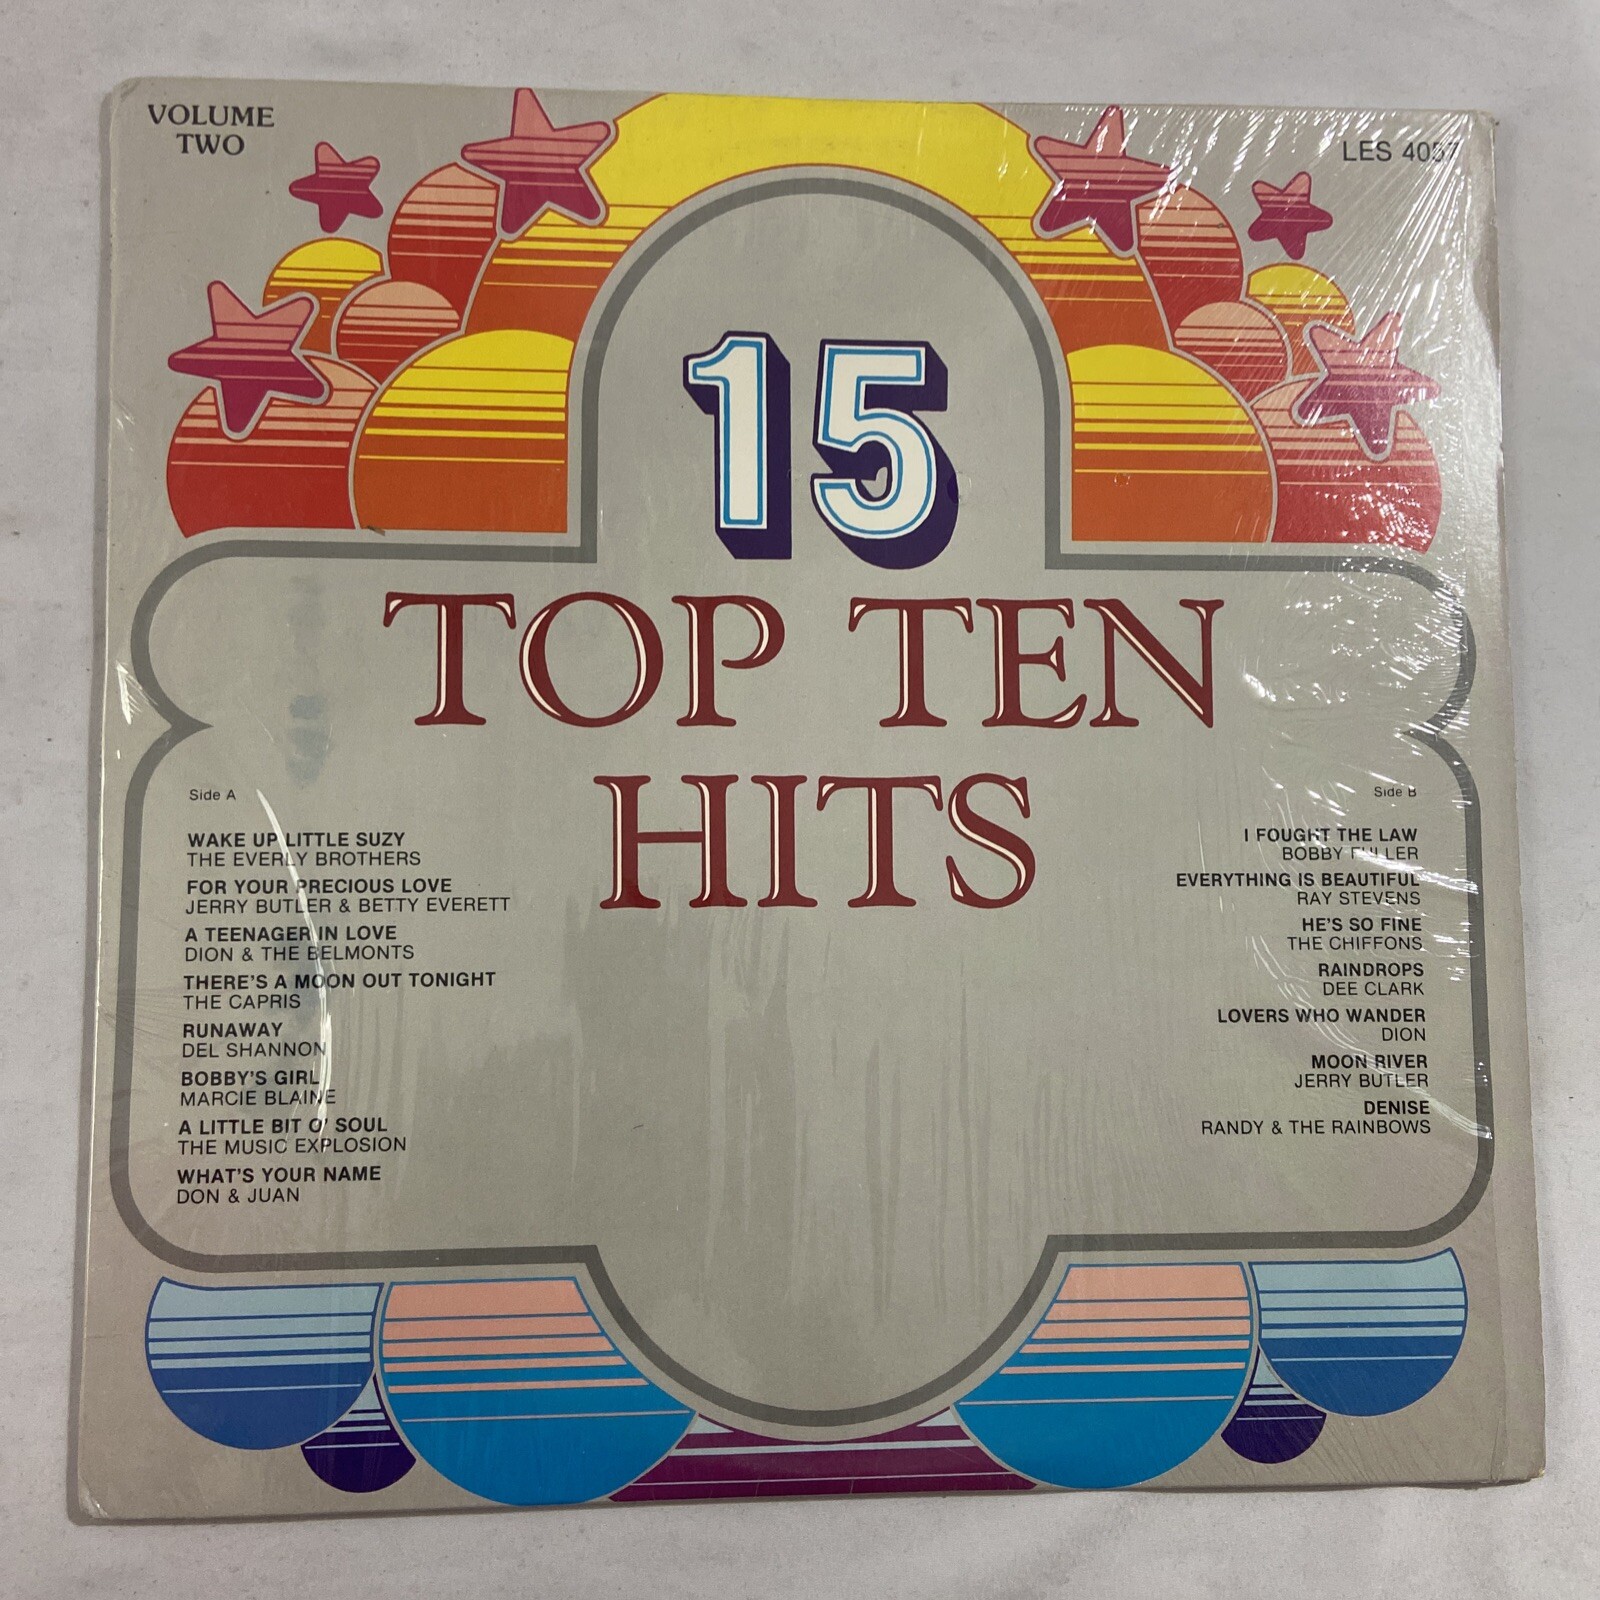 VOLUME
TWO
LES 4057
15
TOP TEN
HITS
Side A
WAKE UP LITTLE SUZY
THE EVERLY BROTHERS
FOR YOUR PRECIOUS LOVE
JERRY BUTLER & BETTY EVERETT
A TEENAGER IN LOVE
DION & THE BELMONTS
THERE'S A MOON OUT TONIGHT
THE CAPRIS
RUNAWAY
DEL SHANNON
BOBBY'S GIRL
MARCIE BLAINE
A LITTLE BIT O' SOUL
THE MUSIC EXPLOSION
WHAT'S YOUR NAME
DON & JUAN
Side B
I FOUGHT THE LAW
BOBBY FULLER
EVERYTHING IS BEAUTIFUL
RAY STEVENS
HE'S SO FINE
THE CHIFFONS
RAINDROPS
DEE CLARK
LOVERS WHO WANDER
DION
MOON RIVER
JERRY BUTLER
DENISE
RANDY & THE RAINBOWS